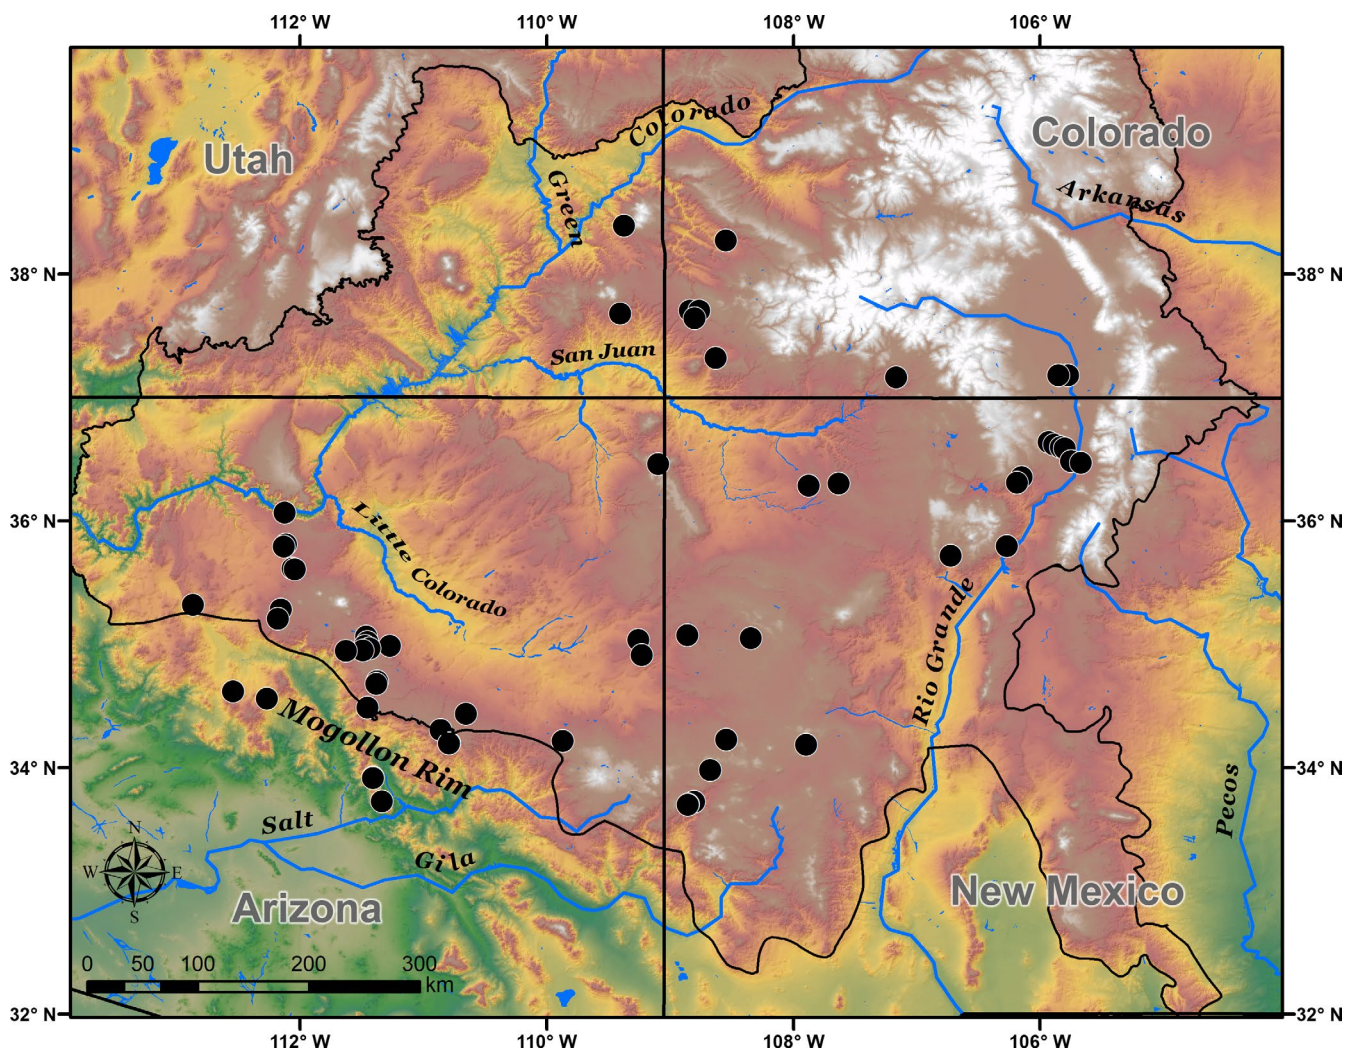 112° W 110° W 108° W 106° W
Colorado
Colorado
Utah
Green
Arkansas
38° N 38° N
San Juan
36° N 36° N
Little Colorado
Rio Grande
Mogollon Rim
34° N 34° N
Pecos
Salt
N
Gila
W E
New Mexico
S
Arizona
0 50 100 200 300
km
32° N 32° N
112° W 110° W 108° W 106° W